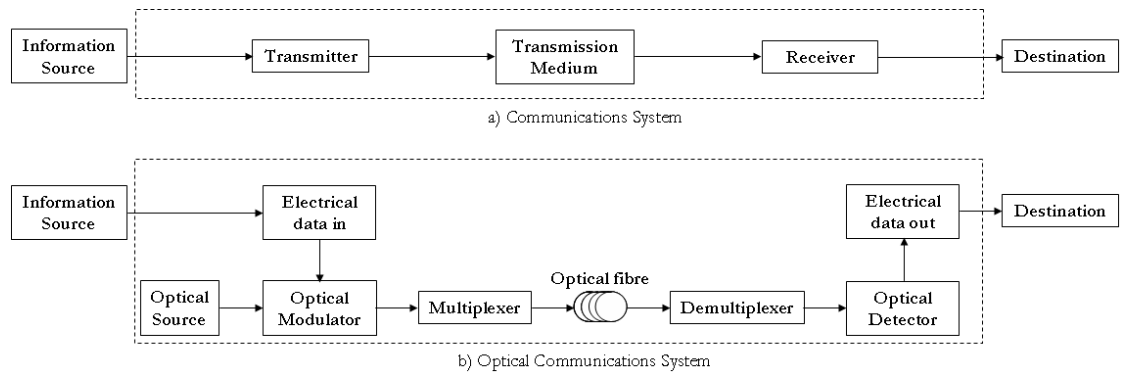 Information
Source
Transmitter
Transmission
Medium
Receiver
Destination
a) Communications System
Information
Source
Electrical
data in
Electrical
data out
Destination
Optical
Source
Optical
Modulator
Multiplexer
Optical fibre
Demultiplexer
Optical
Detector
b) Optical Communications System